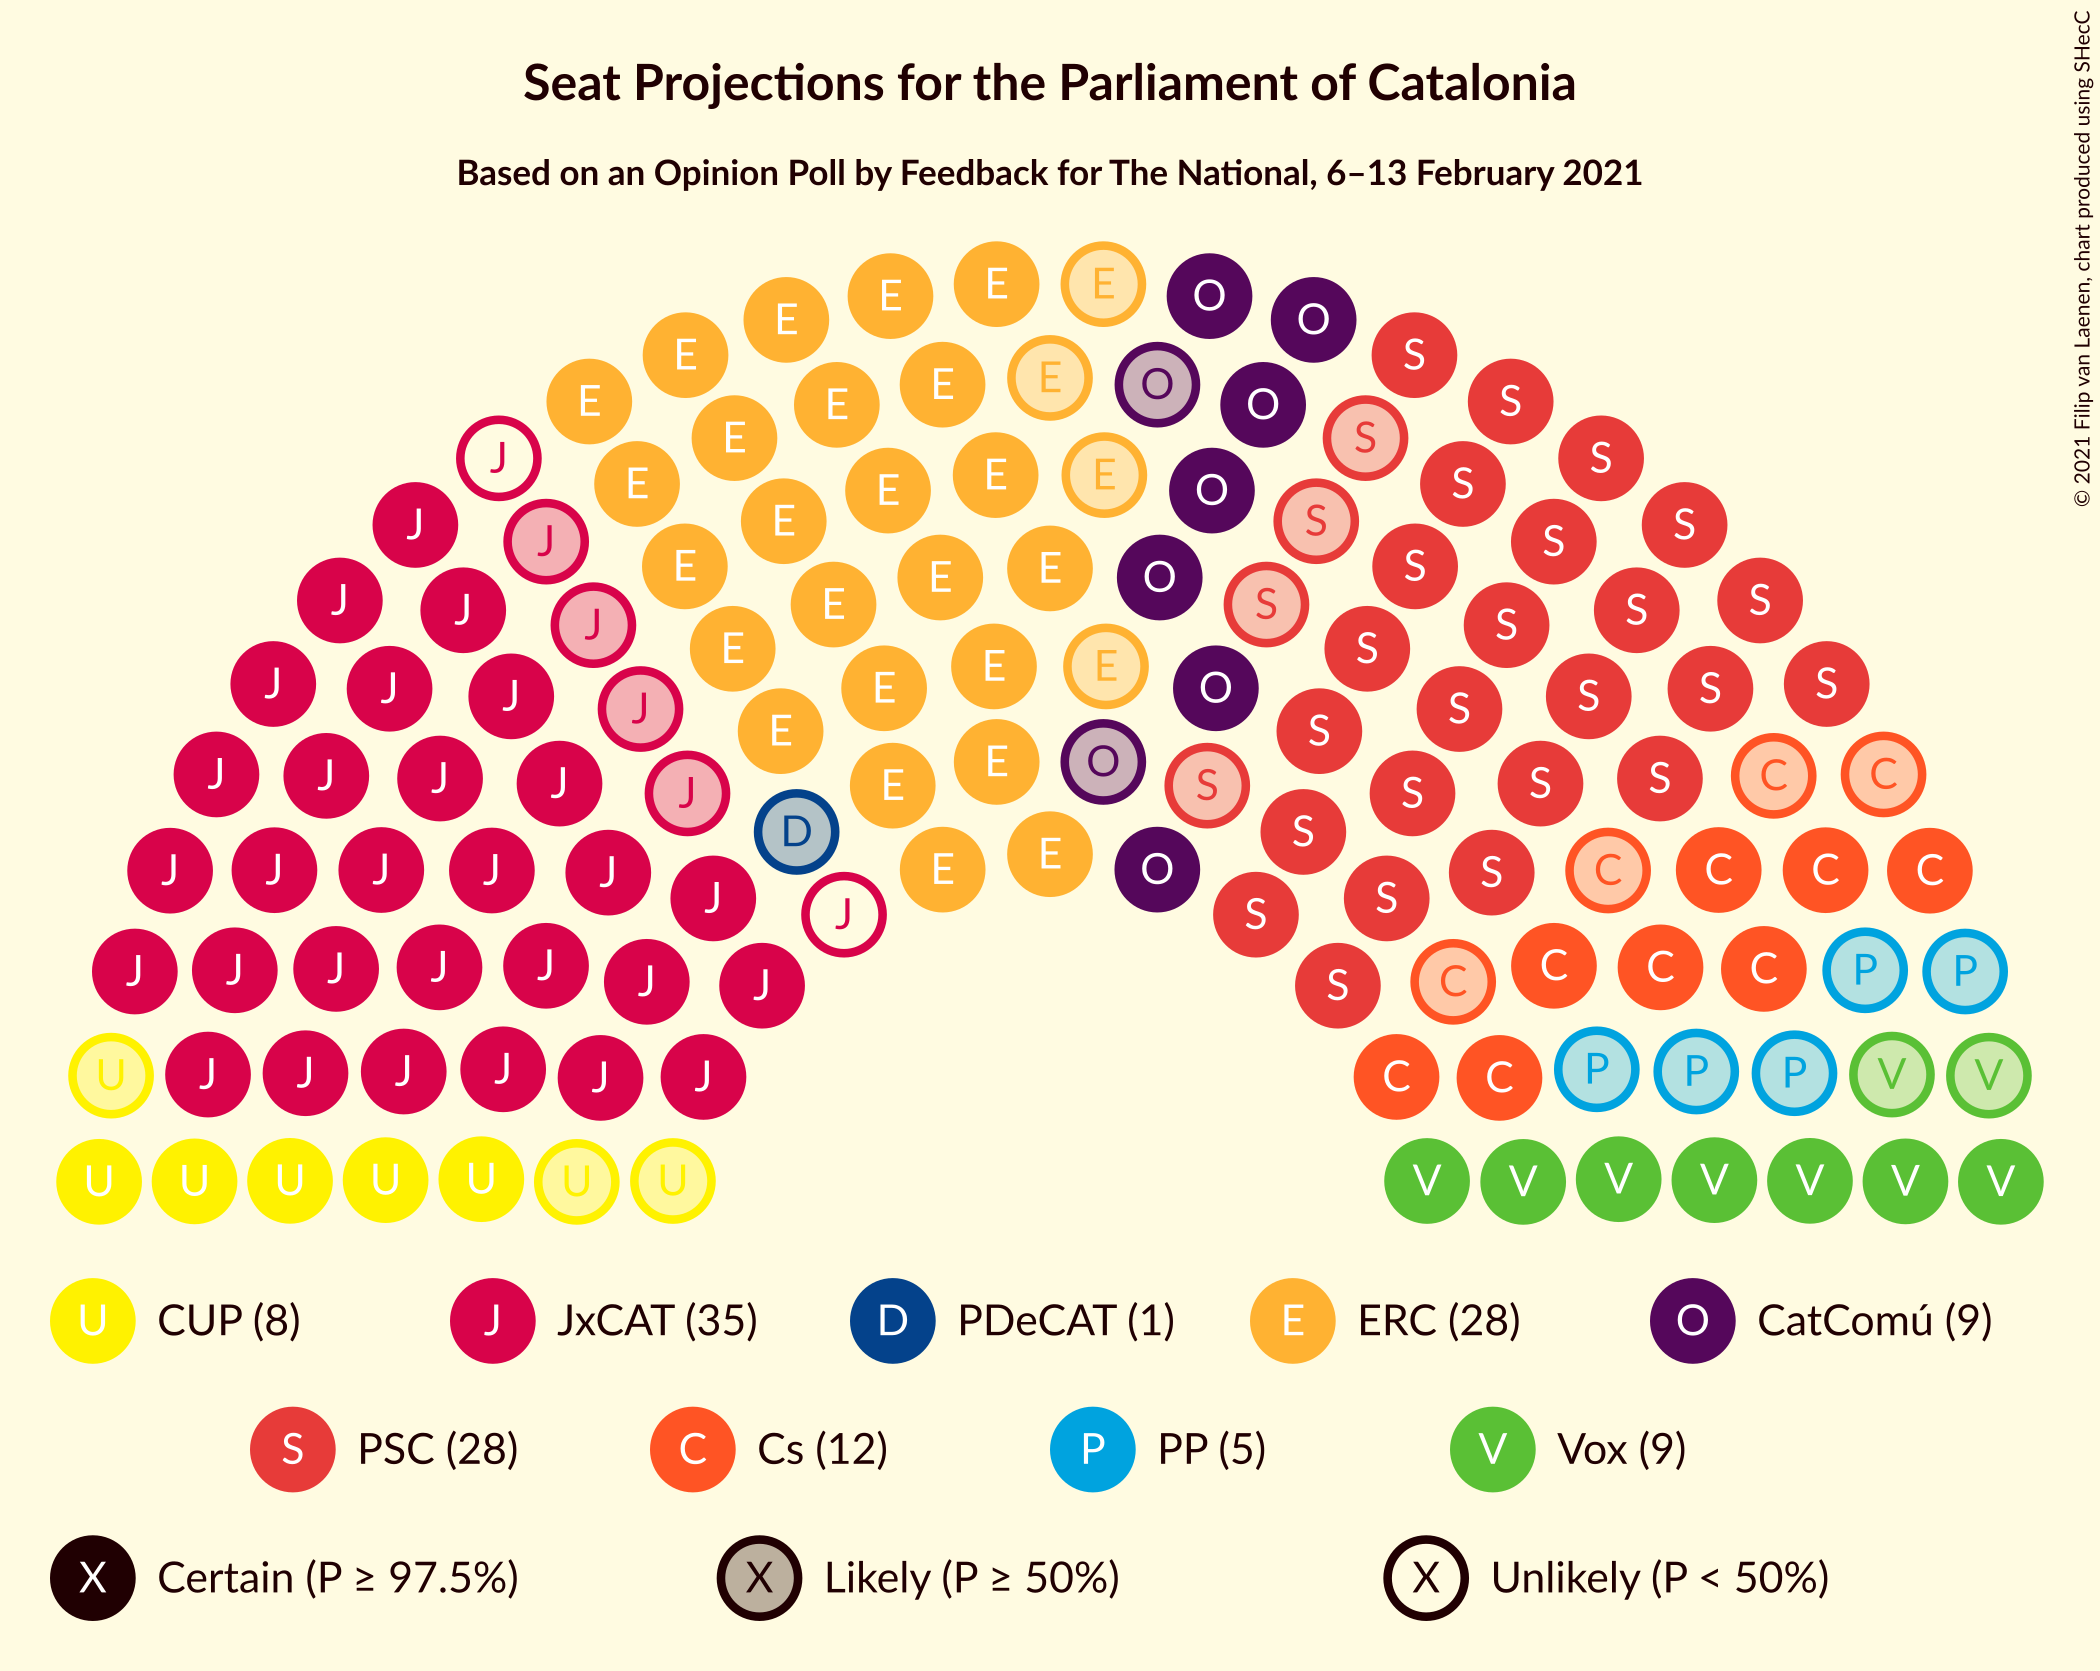 Seat Projections for the Parliament of Catalonia
Based on an Opinion Poll by Feedback for The National, 6–13 February 2021
© 2021 Filip van Laenen, chart produced using SHecC
E E E O O
E E S
E E O O S
E E S S
J E E E O S S
J J E E S S
J J E E E O S S S
J J E E E O S S S
J J J E E E O S S S
J J J E E S S S
J J J J E E O S S S C C
J D E S S
J J J J J E E O S S C C C C
J J S S
J J J J J J J S C C C C P P
U J J J J J J C C P P P V V
U U U U U U U V V V V V V V
U CUP (8) J JxCAT (35) D PDeCAT (1) E ERC (28) O CatComú (9)
S PSC (28) C Cs (12) P PP (5) V Vox (9)
X Certain (P ≥ 97.5%) X Likely (P ≥ 50%) X Unlikely (P < 50%)